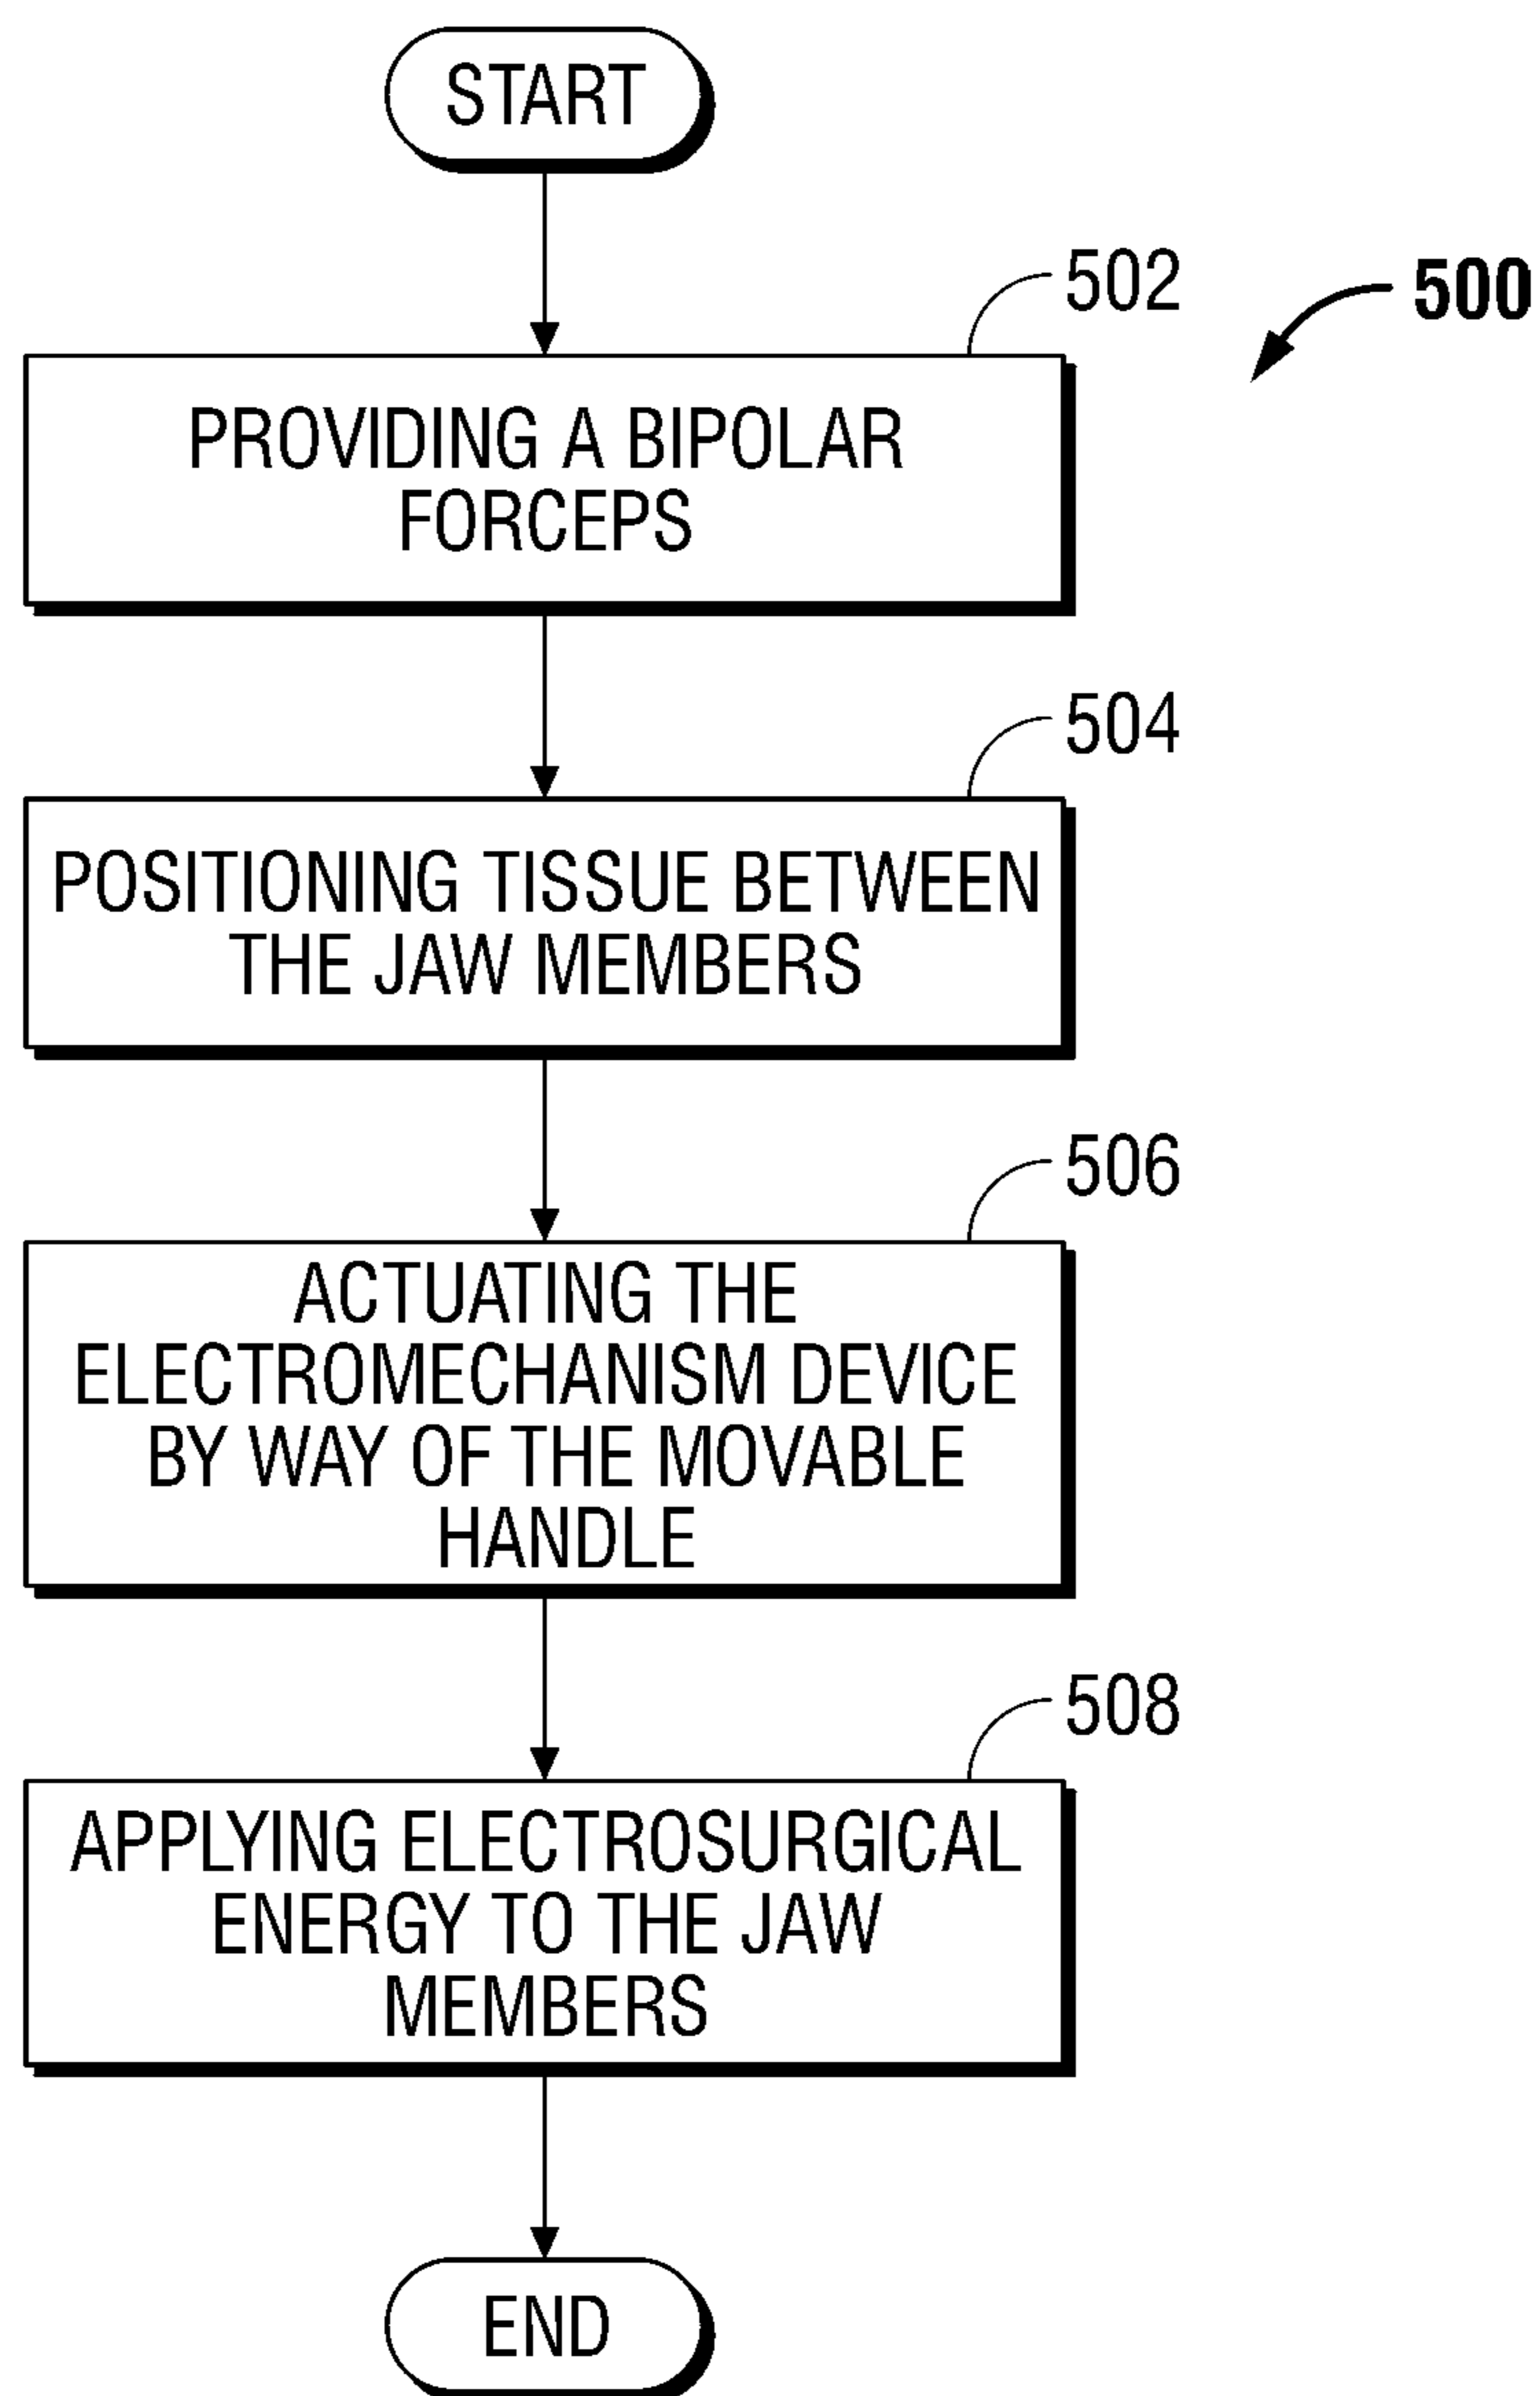 START
502
500
PROVIDING A BIPOLAR
FORCEPS
504
POSITIONING TISSUE BETWEEN
THE JAW MEMBERS
506
ACTUATING THE
ELECTROMECHANISM DEVICE
BY WAY OF THE MOVABLE
HANDLE
508
APPLYING ELECTROSURGICAL
ENERGY TO THE JAW
MEMBERS
END